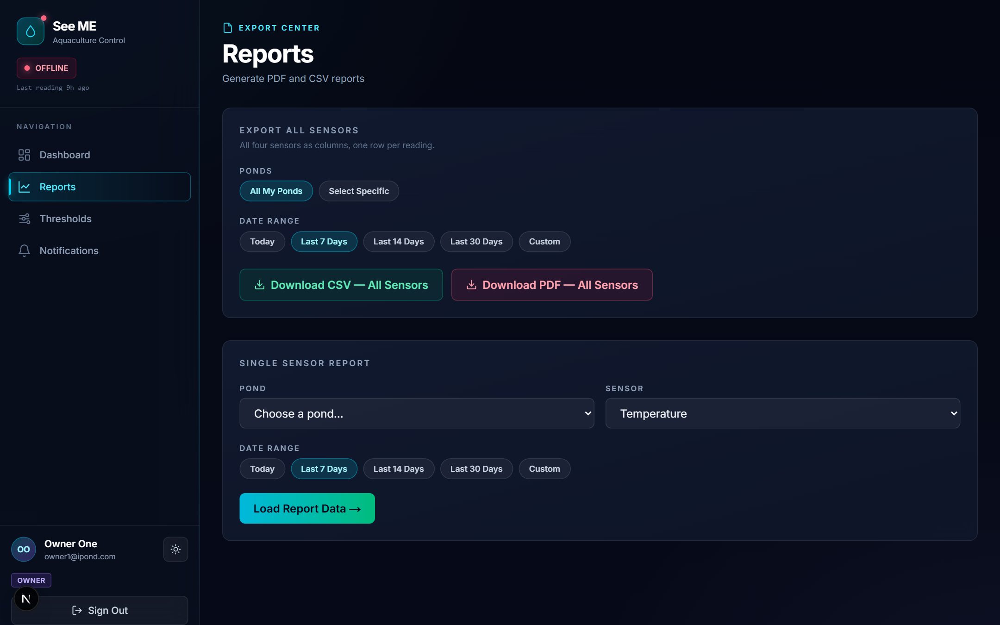 See ME
Aquaculture Control
OFFLINE
Last reading 9h ago
NAVIGATION
Dashboard
Reports
Thresholds
Notifications
Owner One
owner1@ipond.com
OO
OWNER
N
Sign Out
EXPORT CENTER
Reports
Generate PDF and CSV reports
EXPORT ALL SENSORS
All four sensors as columns, one row per reading.
PONDS
All My Ponds Select Specific
DATE RANGE
Today Last 7 Days Last 14 Days Last 30 Days Custom
Download CSV — All Sensors Download PDF — All Sensors
SINGLE SENSOR REPORT
POND SENSOR
Choose a pond... Temperature
DATE RANGE
Today Last 7 Days Last 14 Days Last 30 Days Custom
Load Report Data →